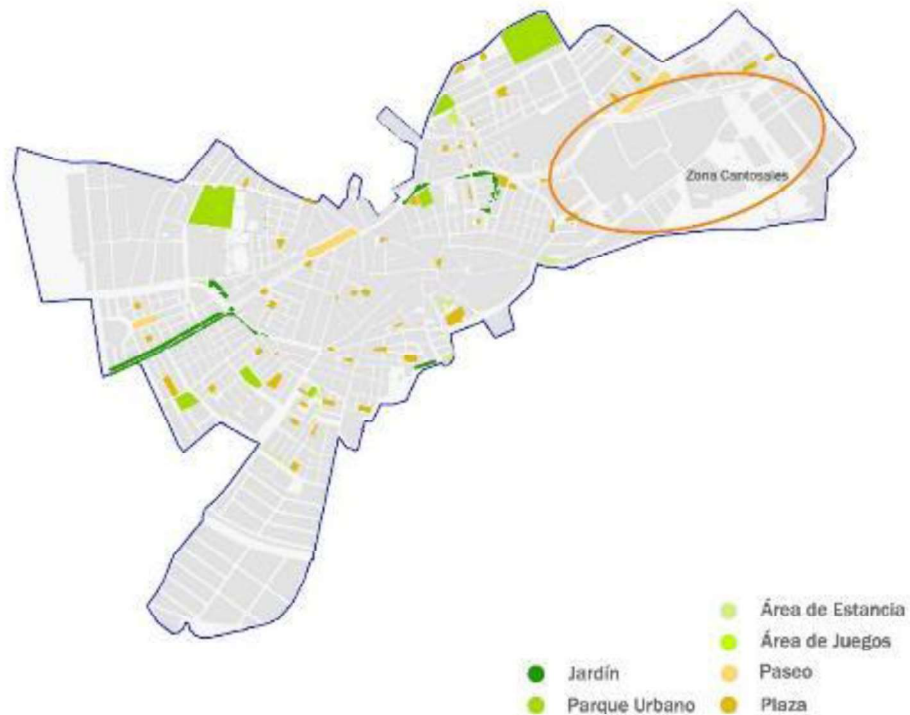 Zona Cantosales
Área de Estancia
Área de Juegos
Jardín
Paseo
Parque Urbano
Plaza